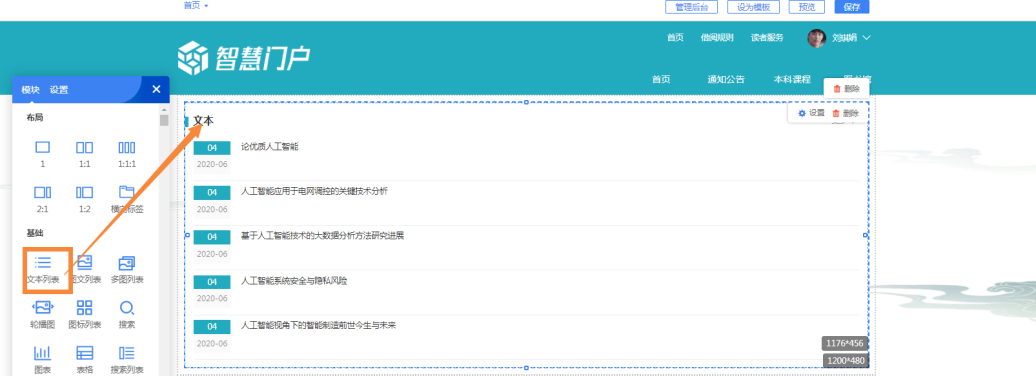 首页
管理后台 设为模板 预览 保存
智慧门户
首页 借阅规则 读者服务
首页 通知公告 本科课程
模块 设置
删除
设置 删除
布局
1 1:1 1:1:1
2:1 1:2 横向标签
基础
文本列表 图文列表 多图列表
轮播图 图标列表 搜索
图表 表格 搜索列表
文本
04 论优质人工智能
2020-06
04 人工智能应用于电网调控的关键技术分析
2020-06
04 基于人工智能技术的大数据分析方法研究进展
2020-06
04 人工智能系统安全与隐私风险
2020-06
04 人工智能视角下的智能制造前世今生与未来
2020-06
1176*456
1200*480